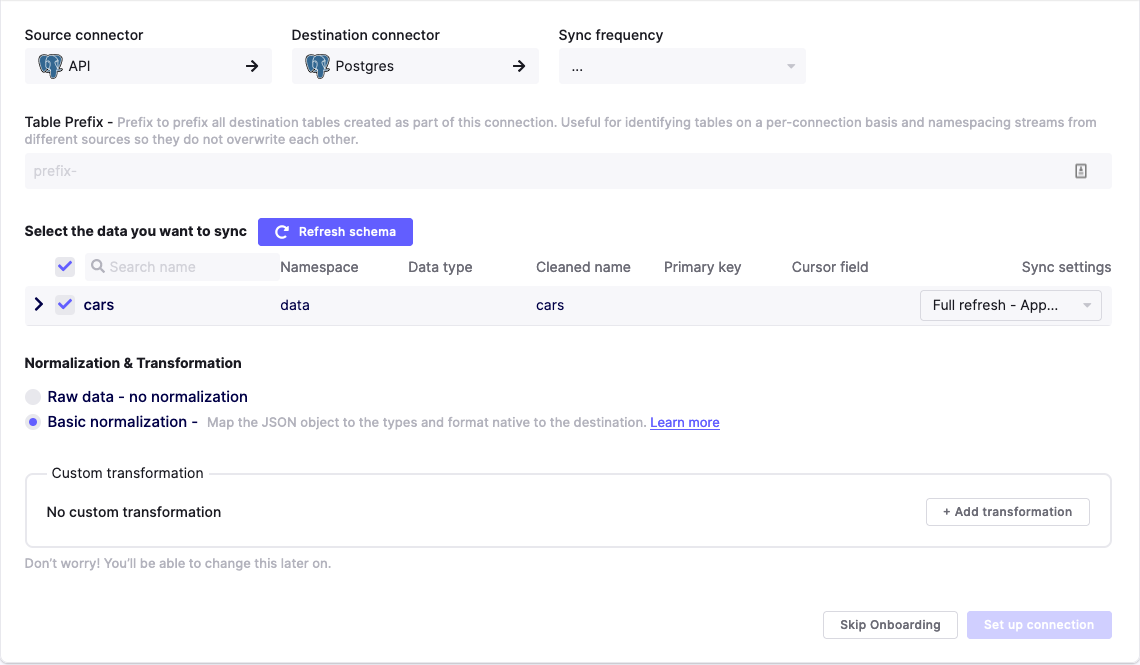 Source connector
Destination connector
Sync frequency
API
Postgres
...
Table Prefix - Prefix to prefix all destination tables created as part of this connection. Useful for identifying tables on a per-connection basis and namespacing streams from
different sources so they do not overwrite each other.
prefix-
Select the data you want to sync
Refresh schema
Search name
Namespace
Data type
Cleaned name
Primary key
Cursor field
Sync settings
cars
data
cars
Full refresh - App...
Normalization & Transformation
Raw data - no normalization
Basic normalization - Map the JSON object to the types and format native to the destination. Learn more
Custom transformation
No custom transformation
+ Add transformation
Don't worry! You'll be able to change this later on.
Skip Onboarding
Set up connection